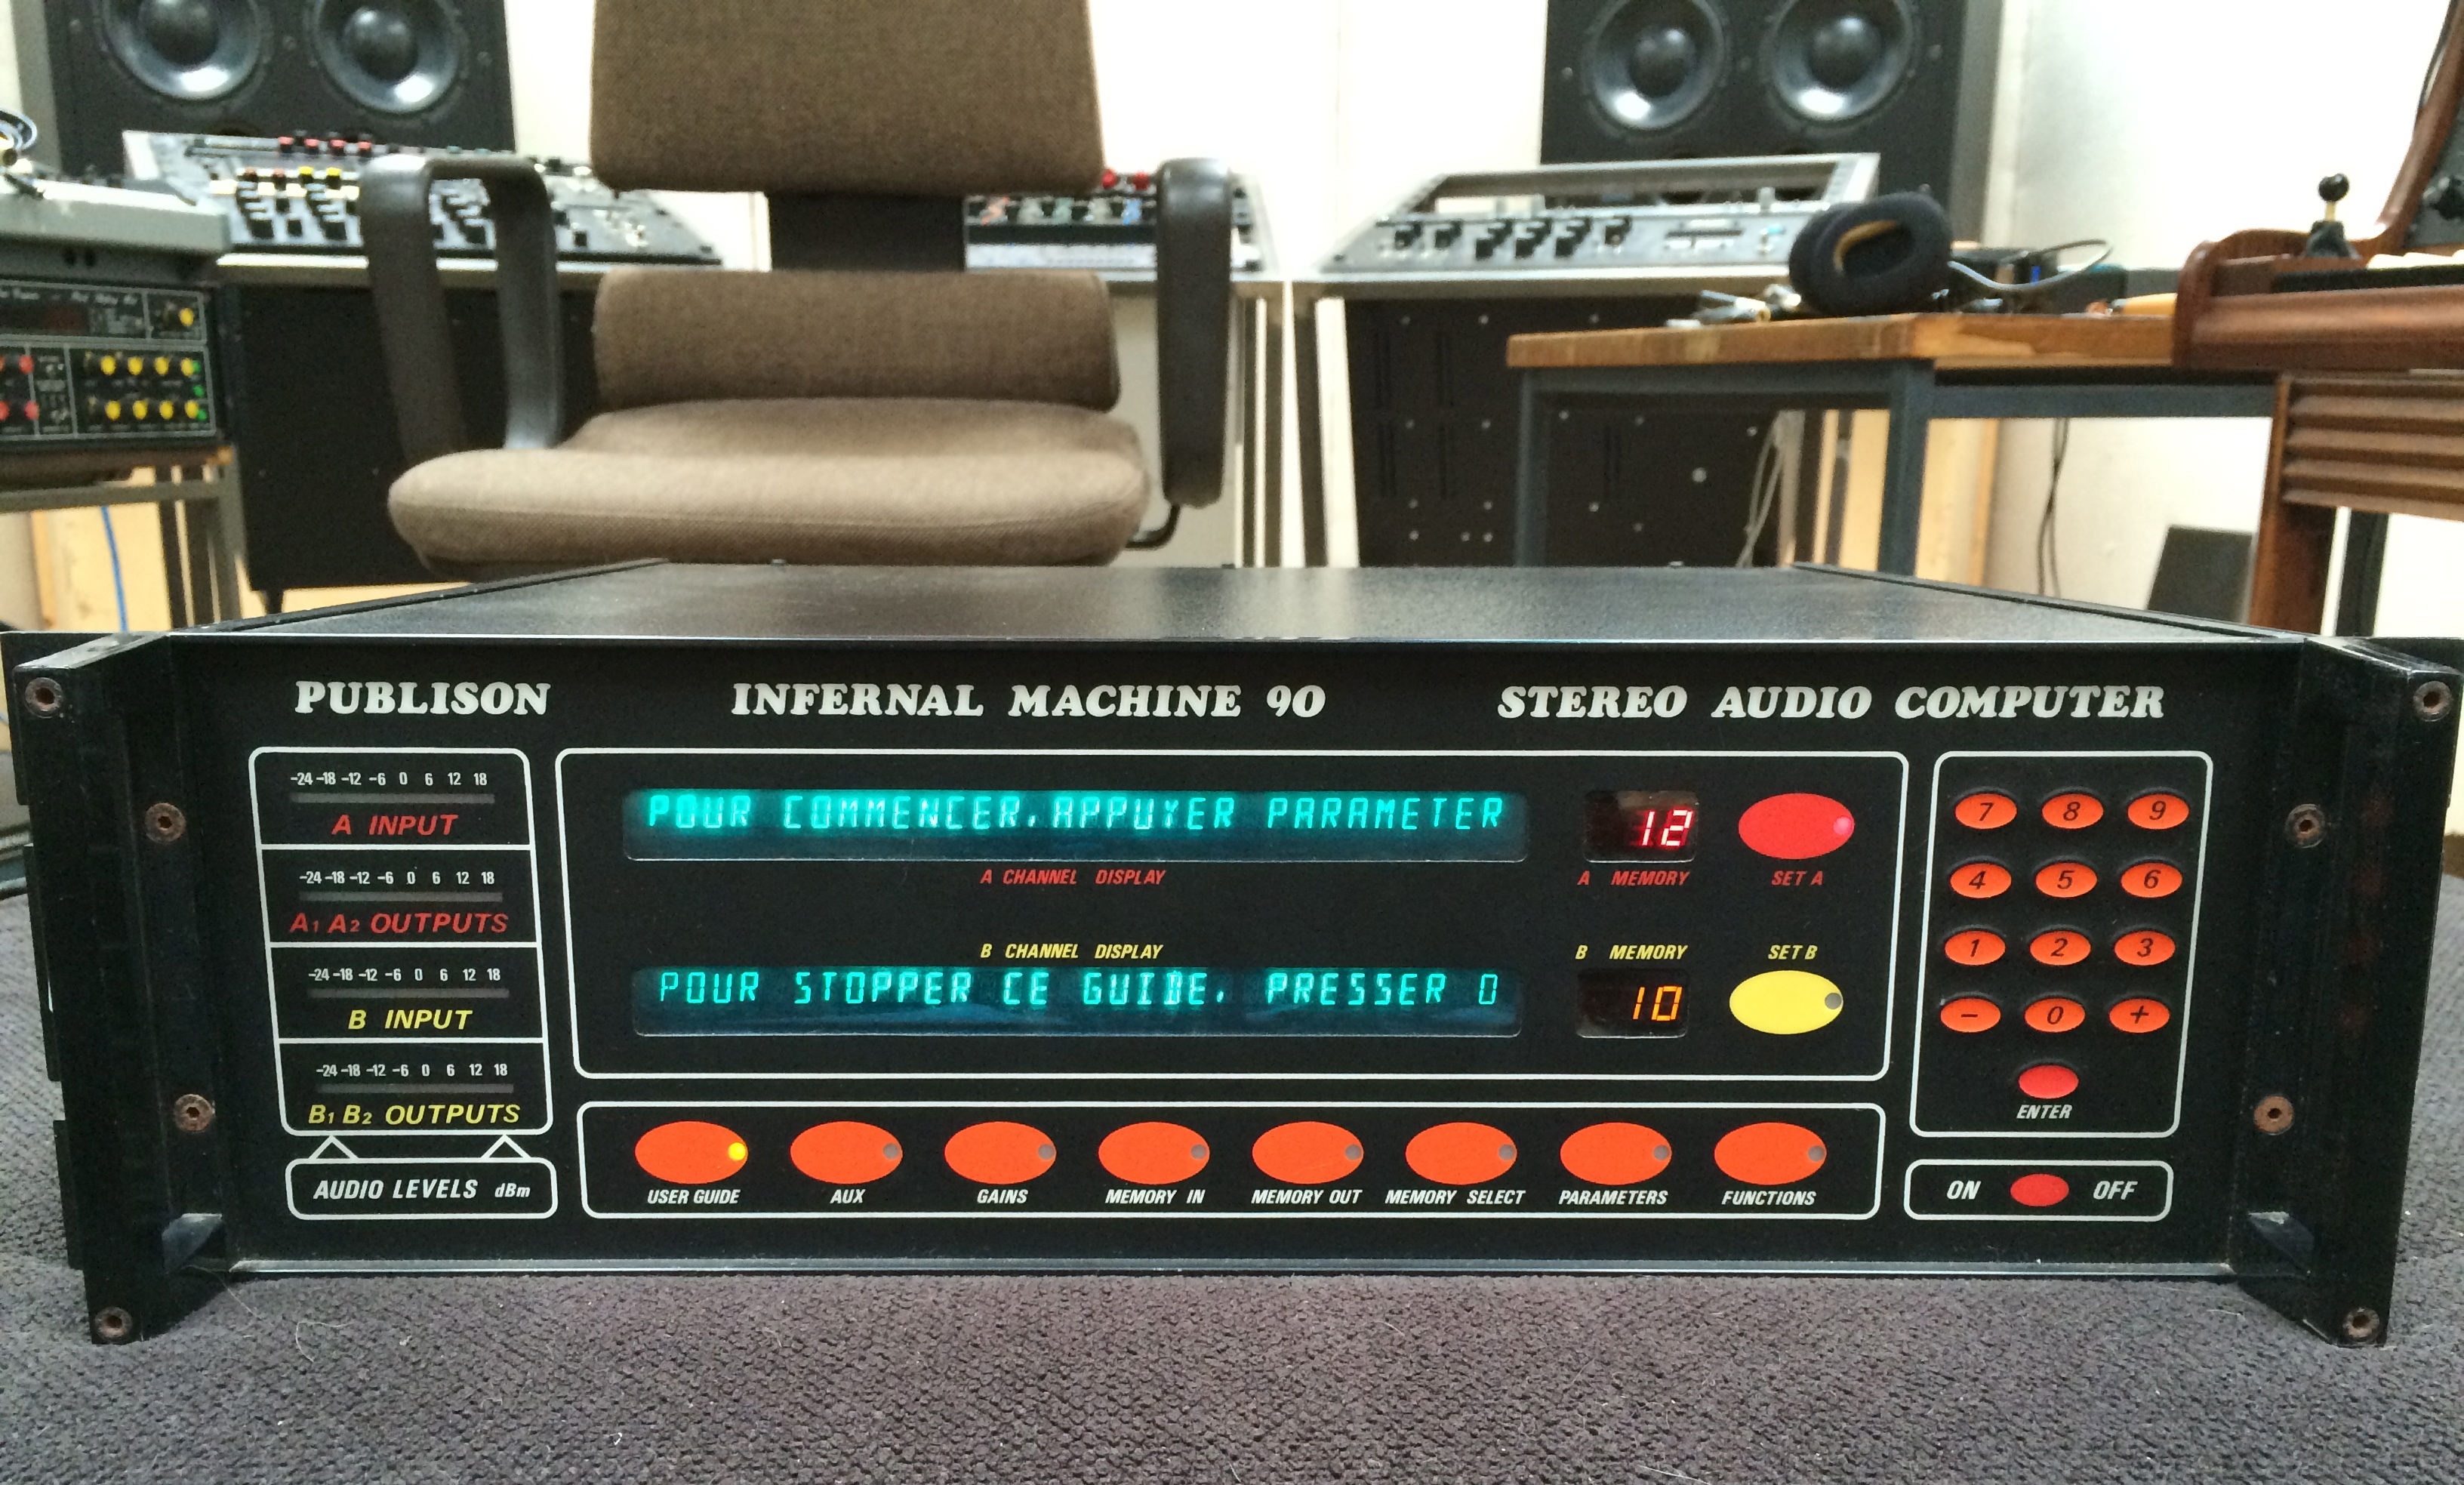 PUBLISON INFERNAL MACHINE 90 STEREO AUDIO COMPUTER
-24 -18 -12 -6 0 6 12 18
A INPUT
-24 -18 -12 -6 0 6 12 18
A1 A2 OUTPUTS
-24 -18 -12 -6 0 6 12 18
B INPUT
-24 -18 -12 -6 0 6 12 18
B1 B2 OUTPUTS
AUDIO LEVELS dBm
POUR COMMENCER,APPUYER PARAMETER
A CHANNEL DISPLAY
12
A MEMORY
SET A
B CHANNEL DISPLAY
POUR STOPPER CE GUIDE, PRESSER 0
B MEMORY
10
SET B
USER GUIDE AUX GAINS MEMORY IN MEMORY OUT MEMORY SELECT PARAMETERS FUNCTIONS
7 8 9
4 5 6
1 2 3
- 0 +
ENTER
ON OFF